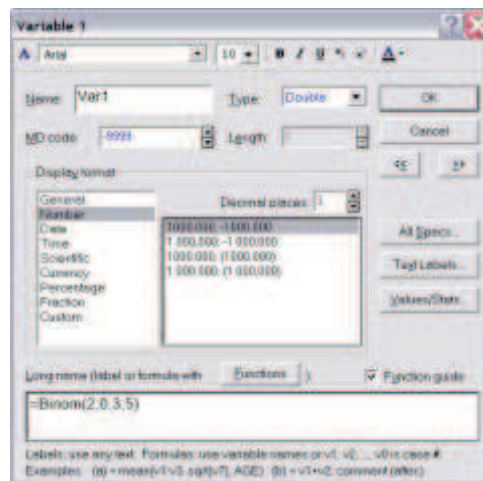 Variable 1
Arial 10 B I U A
Name: Var1 Type: Double OK
MD code: -9999 Length: Cancel
<< >>
Display format
General
Number
Date
Time
Scientific
Currency
Percentage
Fraction
Custom
Decimal places: 3
1000.000; -1000.000
1 000.000; -1 000.000
1000.000; (1000.000)
1 000.000; (1 000.000)
All Specs...
Text Labels...
Values/Stats...
Long name (label or formula with Functions ): Function guide
=Binom(2;0.3;5)
Labels: use any text. Formulas: use variable names or v1, v2, ..., v0 is case #.
Examples: (a) = mean(v1:v3, sqrt(v7), AGE) (b) = v1+v2; comment (after;)